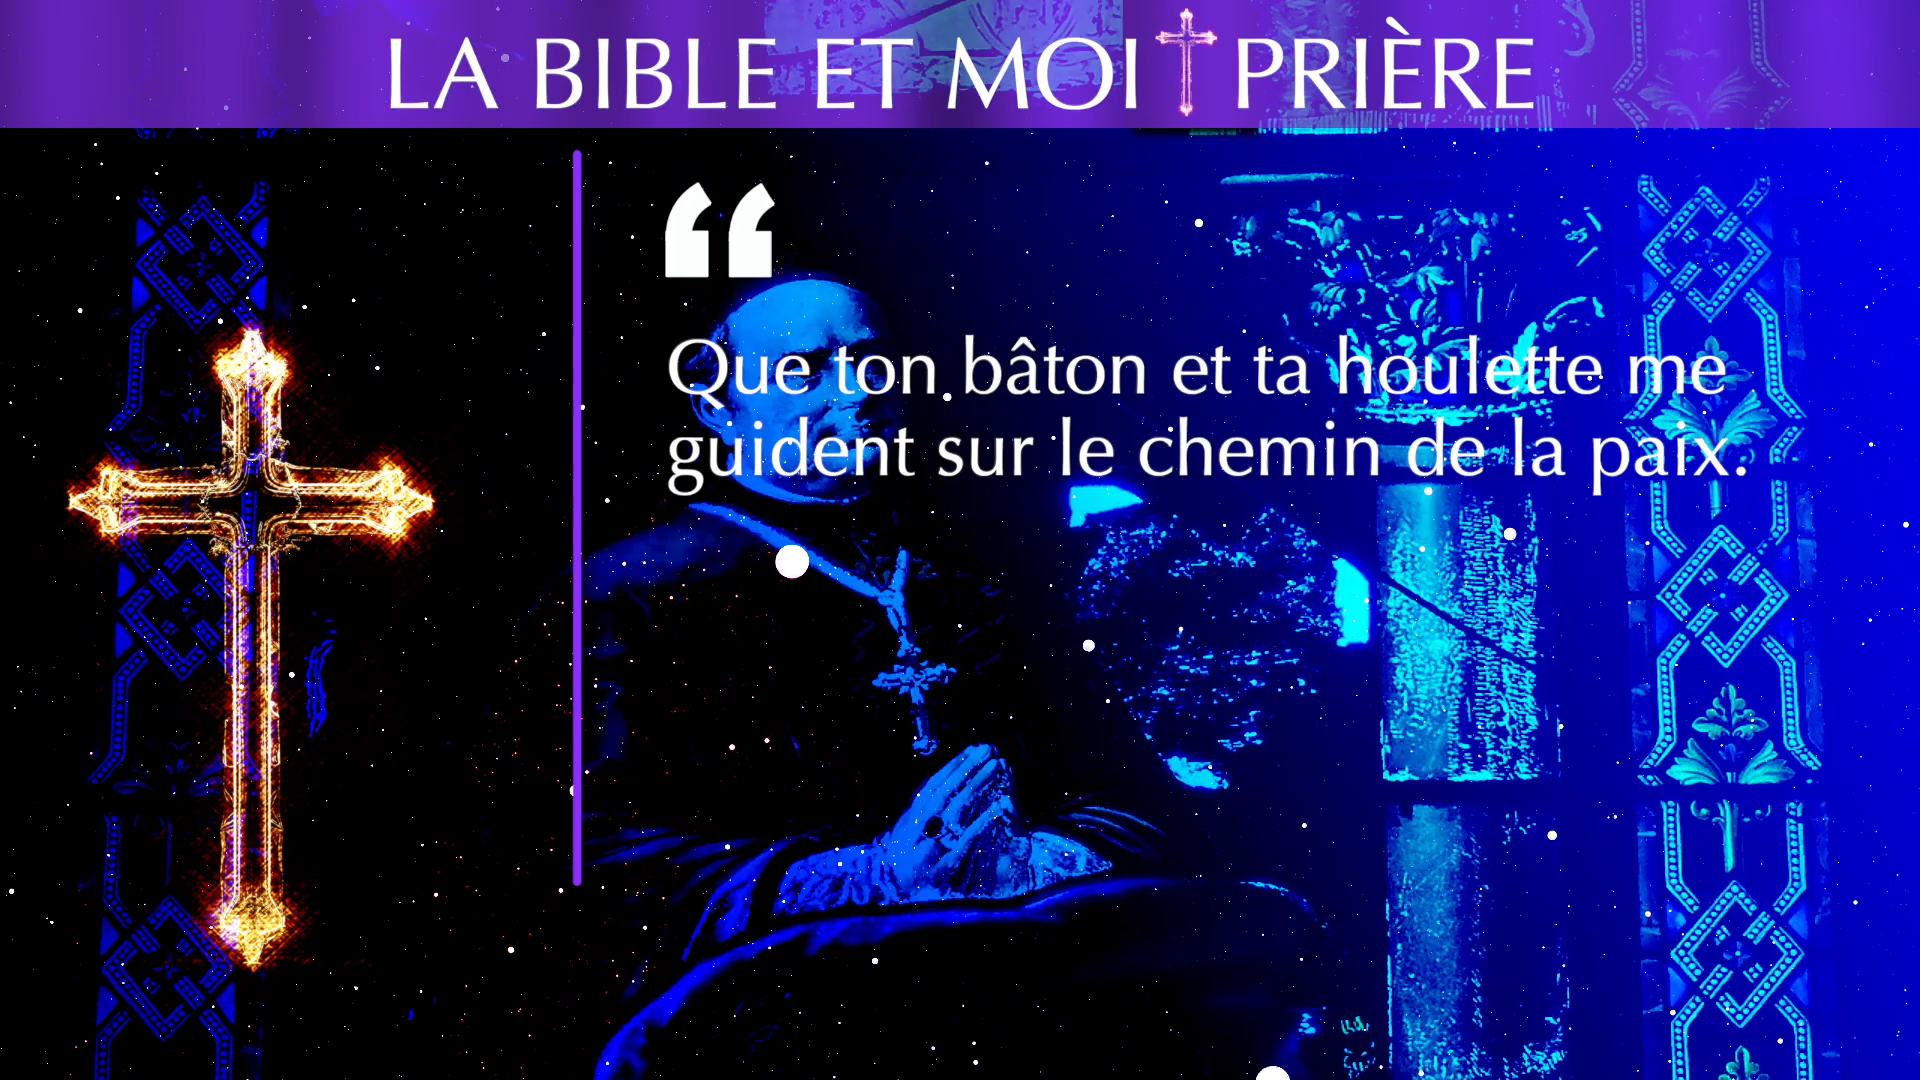 LA BIBLE ET MOI PRIÈRE
“
Que ton bâton et ta houlette me
guident sur le chemin de la paix.